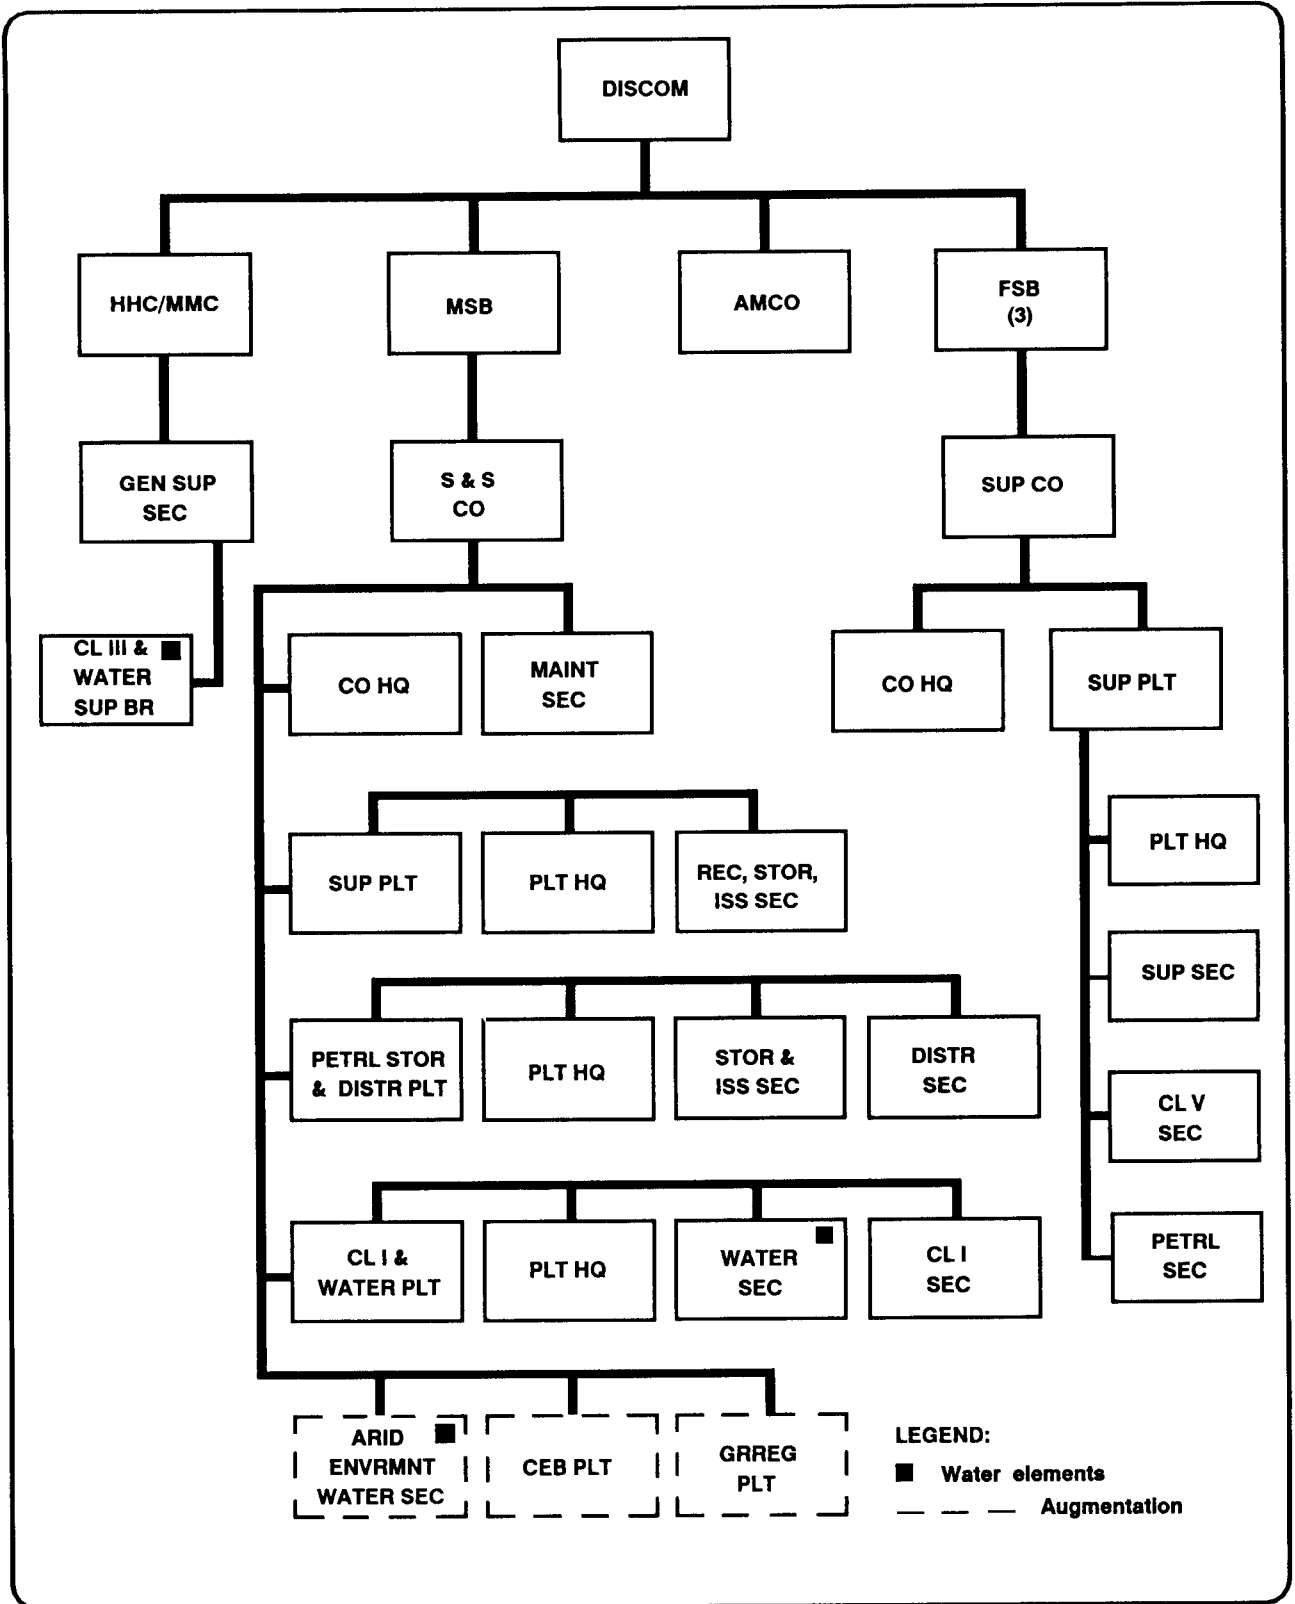 DISCOM
HHC/MMC
MSB
AMCO
FSB
(3)
GEN SUP
SEC
S & S
CO
SUP CO
CL III &
WATER
SUP BR
CO HQ
MAINT
SEC
CO HQ
SUP PLT
PLT HQ
SUP SEC
CL V
SEC
PETRL
SEC
SUP PLT
PLT HQ
REC, STOR,
ISS SEC
PETRL STOR
& DISTR PLT
PLT HQ
STOR &
ISS SEC
DISTR
SEC
CL I &
WATER PLT
PLT HQ
WATER
SEC
CL I
SEC
ARID
ENVRMNT
WATER SEC
CEB PLT
GRREG
PLT
LEGEND:
Water elements
Augmentation